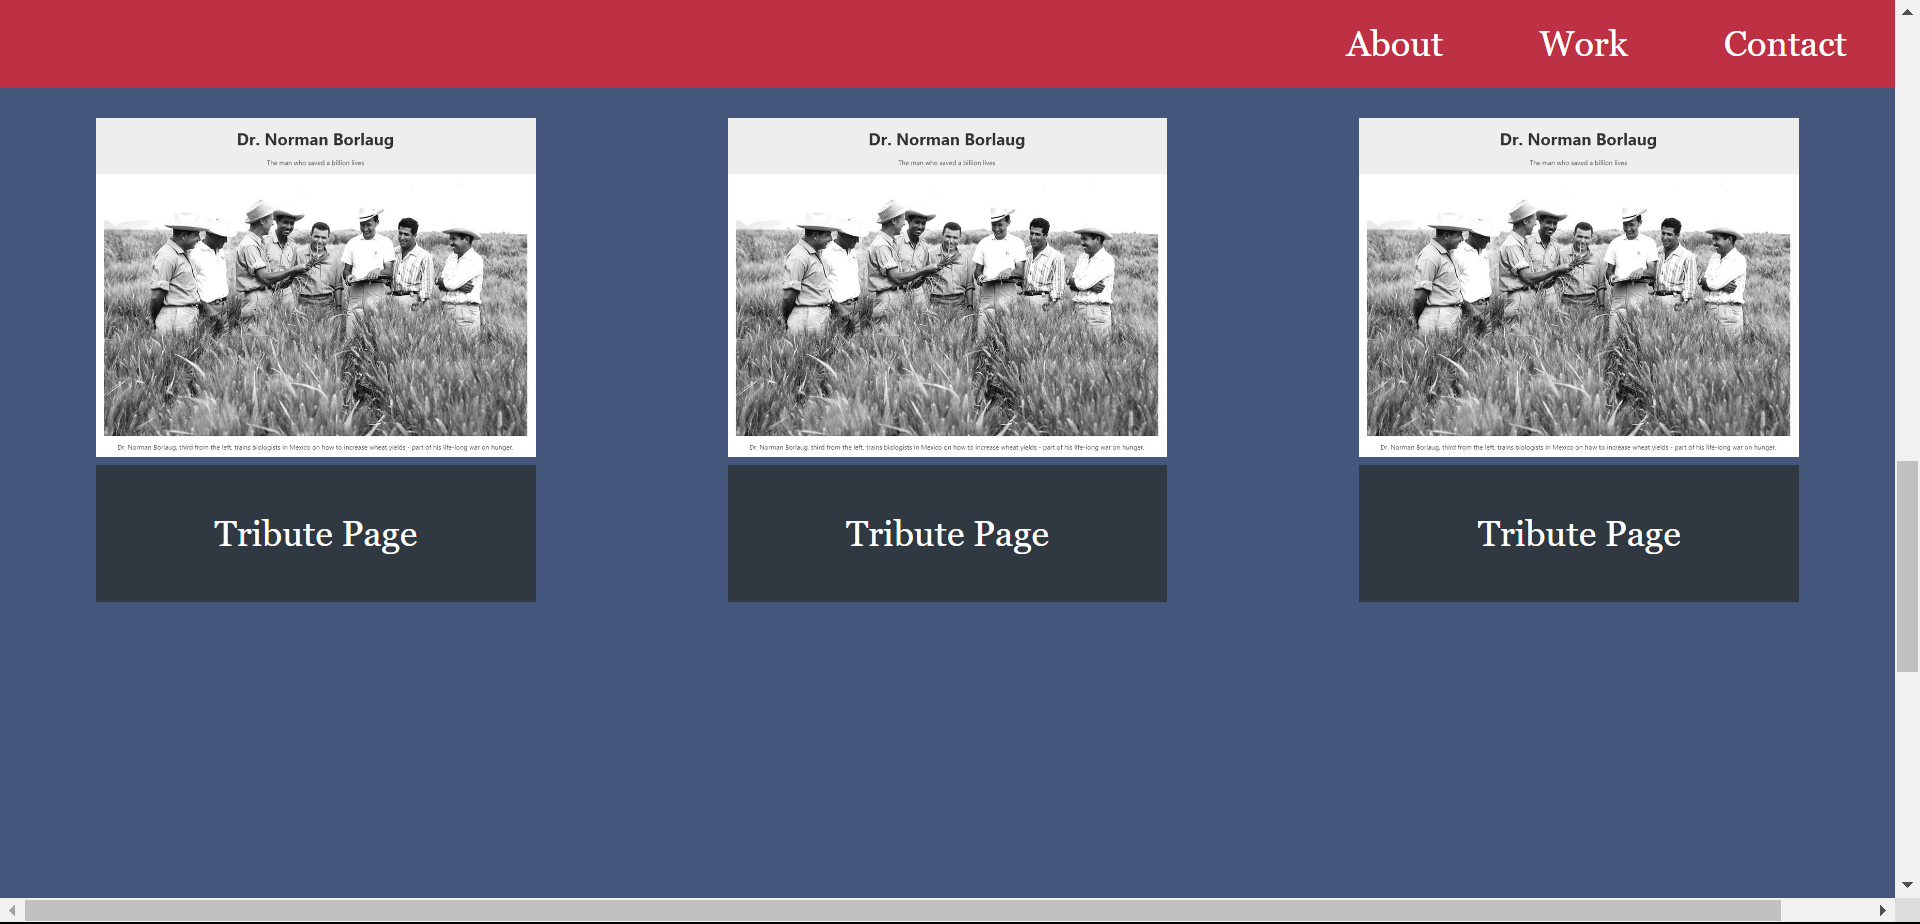 About Work Contact
Dr. Norman Borlaug
The man who saved a billion lives
Dr. Norman Borlaug, third from the left, trains biologists in Mexico on how to increase wheat yields - part of his life-long war on hunger.
Tribute Page
Dr. Norman Borlaug
The man who saved a billion lives
Dr. Norman Borlaug, third from the left, trains biologists in Mexico on how to increase wheat yields - part of his life-long war on hunger.
Tribute Page
Dr. Norman Borlaug
The man who saved a billion lives
Dr. Norman Borlaug, third from the left, trains biologists in Mexico on how to increase wheat yields - part of his life-long war on hunger.
Tribute Page